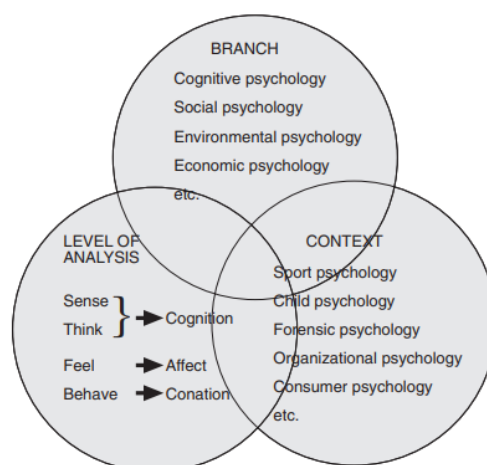 BRANCH
Cognitive psychology
Social psychology
Environmental psychology
Economic psychology
etc.
LEVEL OF
ANALYSIS
Sense
Think
Cognition
Feel
Affect
Behave
Conation
CONTEXT
Sport psychology
Child psychology
Forensic psychology
Organizational psychology
Consumer psychology
etc.